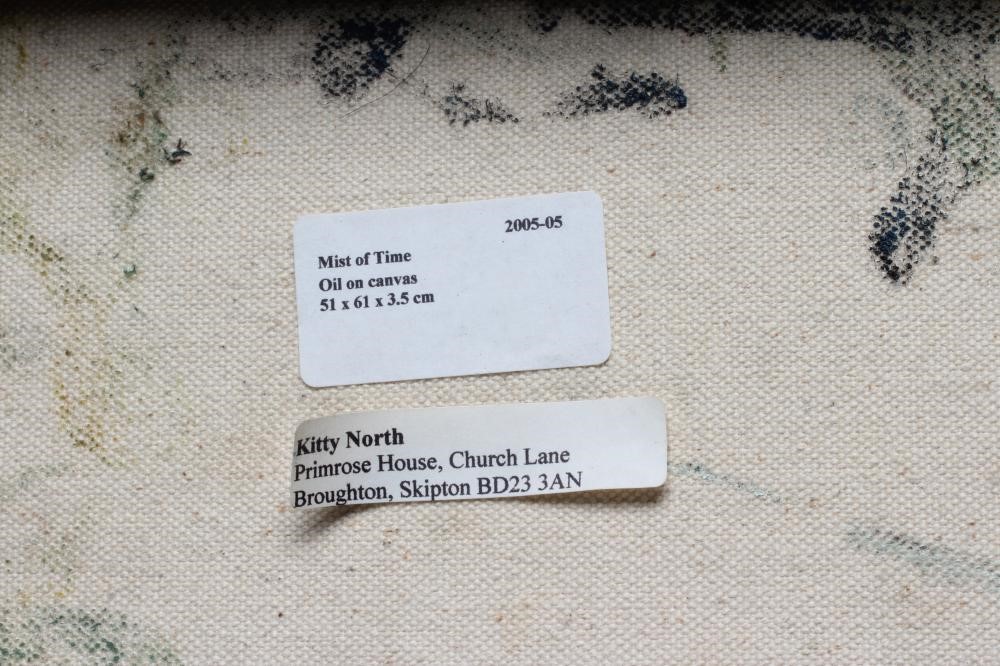 2005-05
Mist of Time
Oil on canvas
51 x 61 x 3.5 cm
Kitty North
Primrose House, Church Lane
Broughton, Skipton BD23 3AN